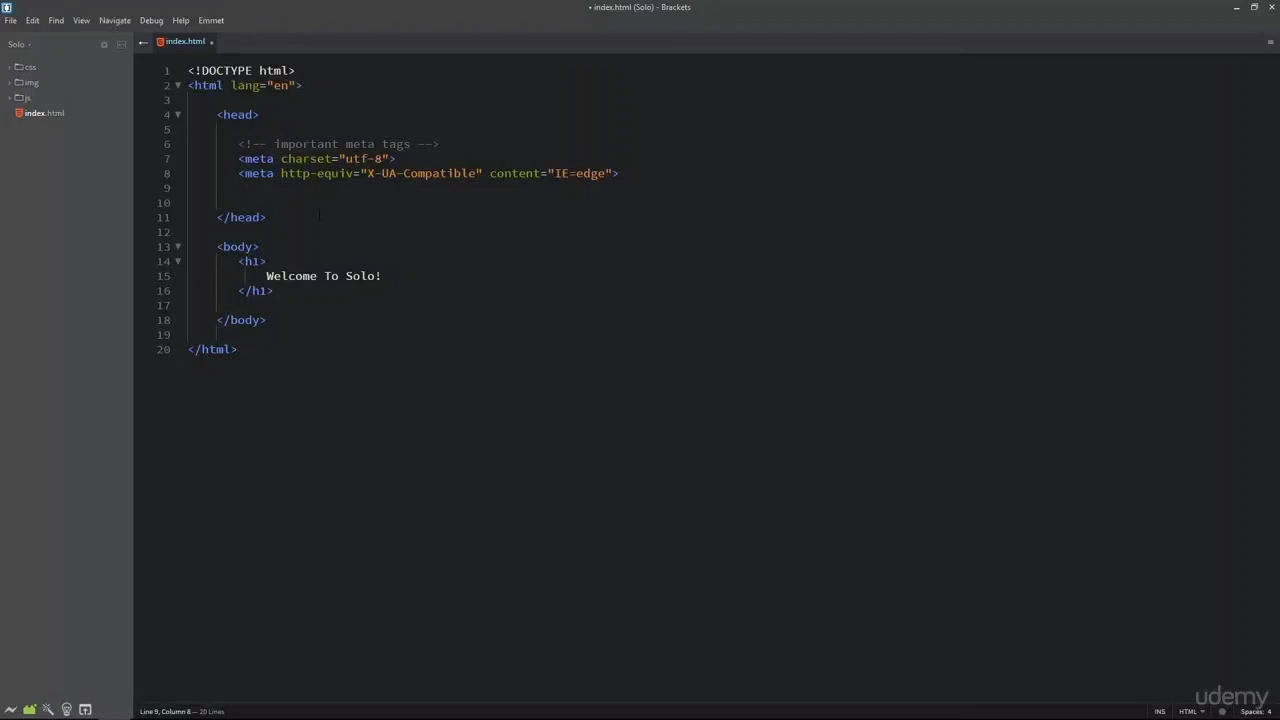 • index.html (Solo) - Brackets
File Edit Find View Navigate Debug Help Emmet
Solo
css
img
js
index.html
index.html •
1 <!DOCTYPE html>
2 <html lang="en">
3
4 <head>
5
6 <!-- important meta tags -->
7 <meta charset="utf-8">
8 <meta http-equiv="X-UA-Compatible" content="IE=edge">
9
10
11 </head>
12
13 <body>
14 <h1>
15 Welcome To Solo!
16 </h1>
17
18 </body>
19
20 </html>
udemy
Line 9, Column 8 — 20 Lines
INS HTML Spaces: 4